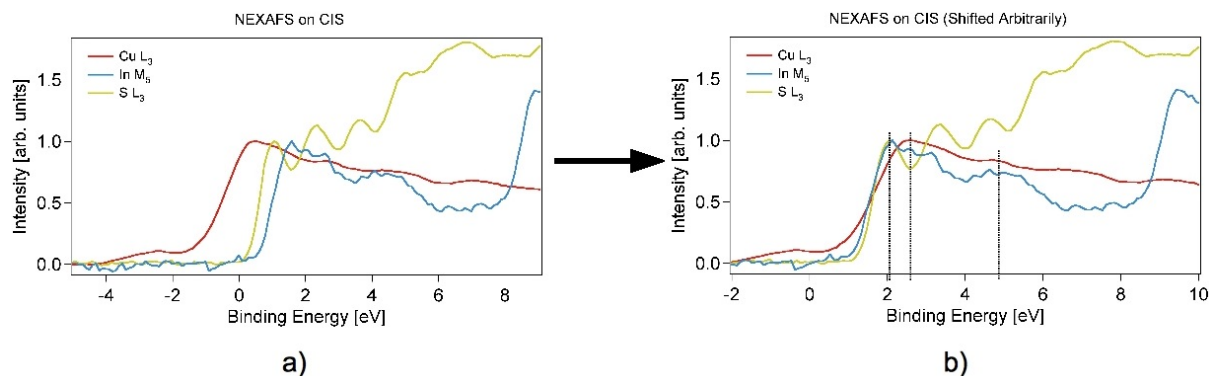 NEXAFS on CIS
Cu L3
In M5
S L3
Intensity [arb. units]
1.5
1.0
0.5
0.0
-4
-2
0
2
4
6
8
Binding Energy [eV]
a)
NEXAFS on CIS (Shifted Arbitrarily)
Cu L3
In M5
S L3
Intensity [arb. units]
1.5
1.0
0.5
0.0
-2
0
2
4
6
8
10
Binding Energy [eV]
b)